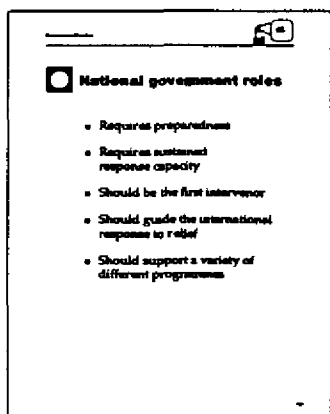 National government roles
• Requires preparedness
• Requires sustained
response capacity
• Should be the first intervenor
• Should guide the international
response to relief
• Should support a variety of
different programmes